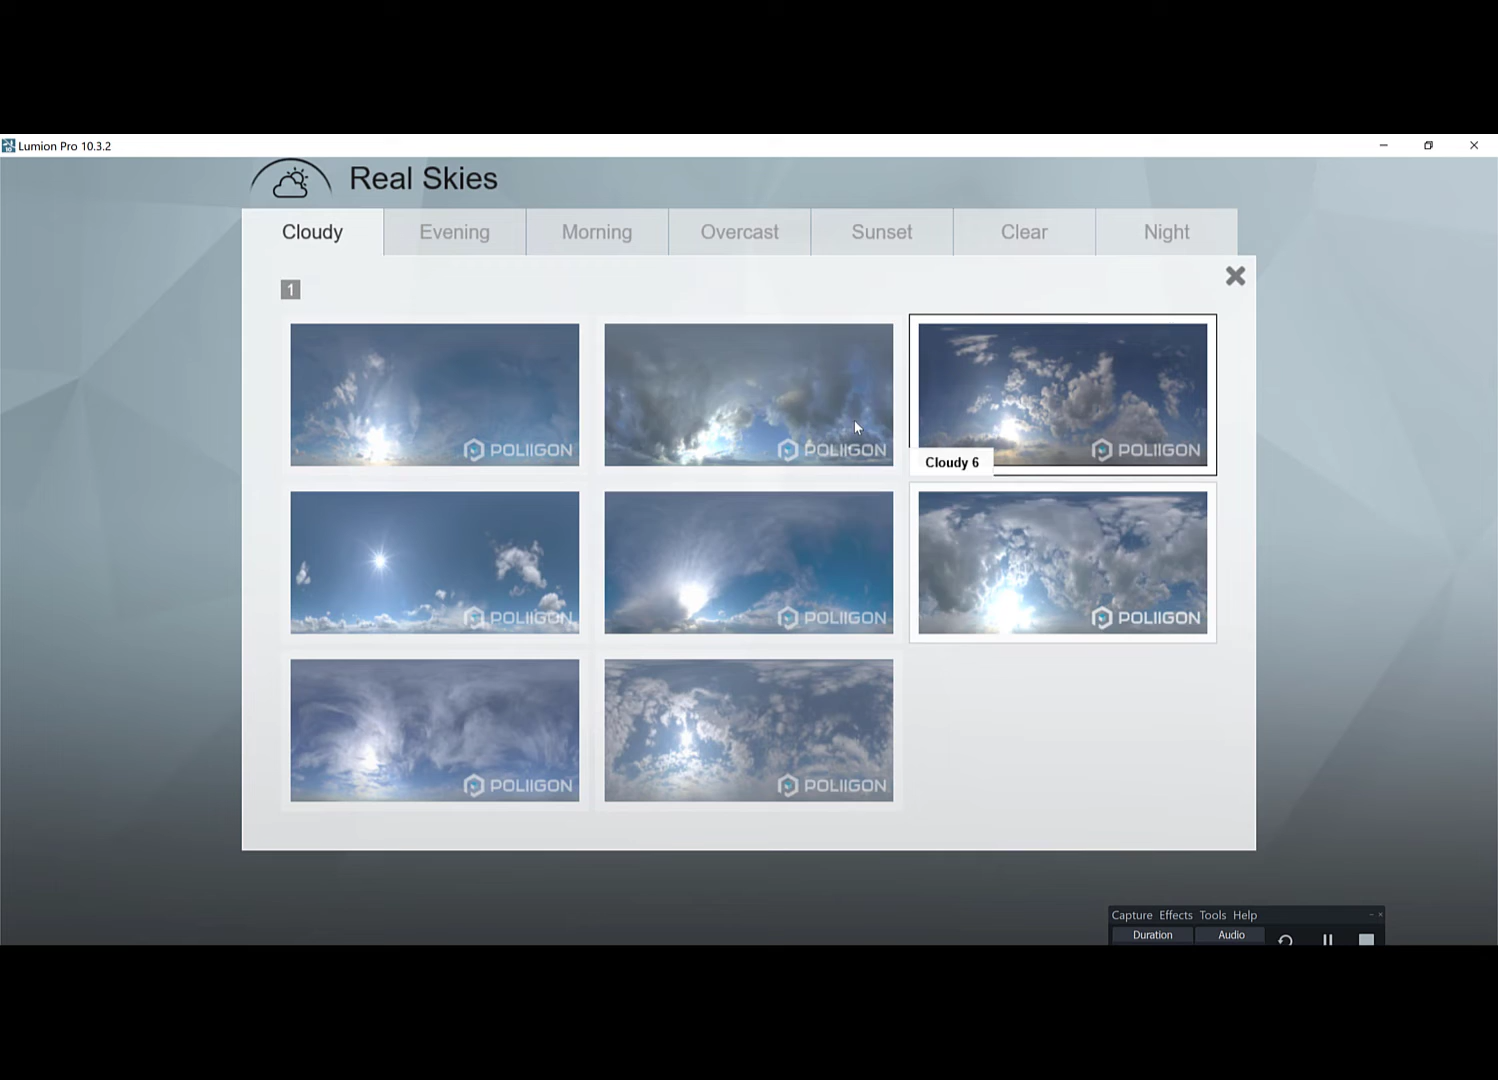 Lumion Pro 10.3.2
Real Skies
Cloudy Evening Morning Overcast Sunset Clear Night
1
POLIIGON POLIIGON POLIIGON
Cloudy 6
POLIIGON POLIIGON POLIIGON
POLIIGON POLIIGON
Capture Effects Tools Help
Duration Audio